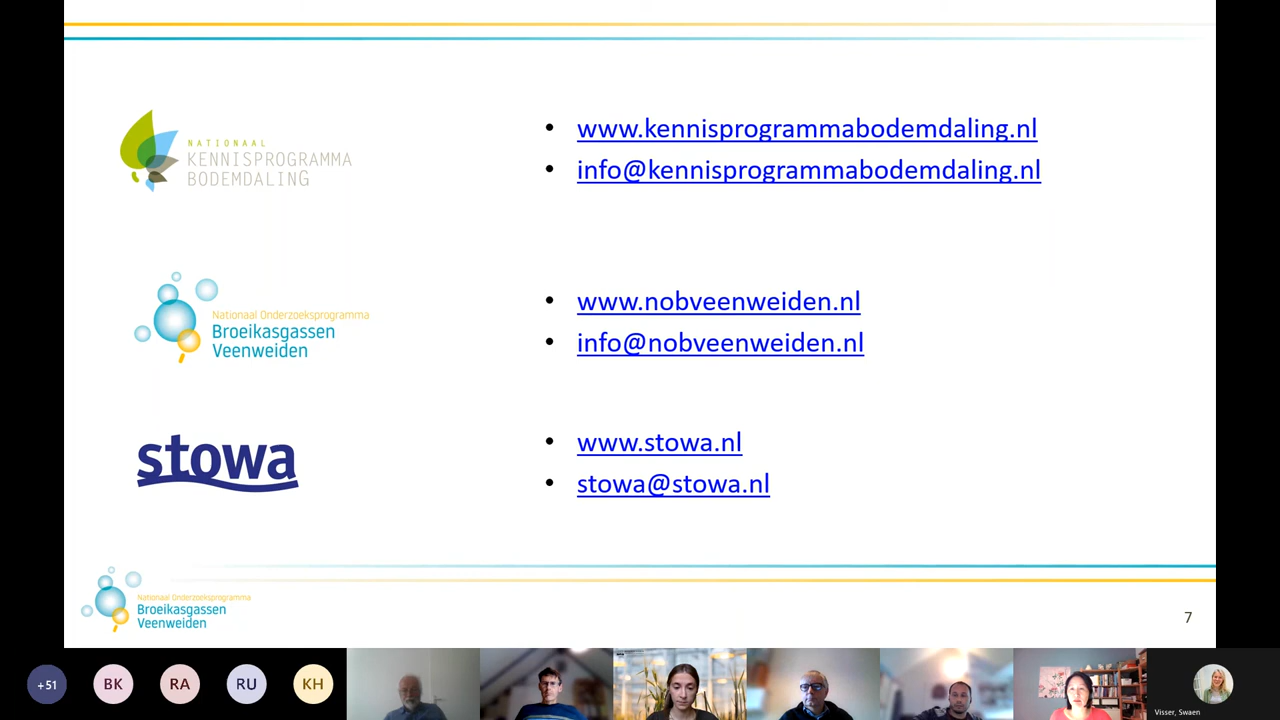 NATIONAAL
KENNISPROGRAMMA
BODEMDALING
• www.kennisprogrammabodemdaling.nl
• info@kennisprogrammabodemdaling.nl
Nationaal Onderzoeksprogramma
Broeikasgassen
Veenweiden
• www.nobveenweiden.nl
• info@nobveenweiden.nl
stowa
• www.stowa.nl
• stowa@stowa.nl
Nationaal Onderzoeksprogramma
Broeikasgassen
Veenweiden
7
+51
BK
RA
RU
KH
Visser, Swaen